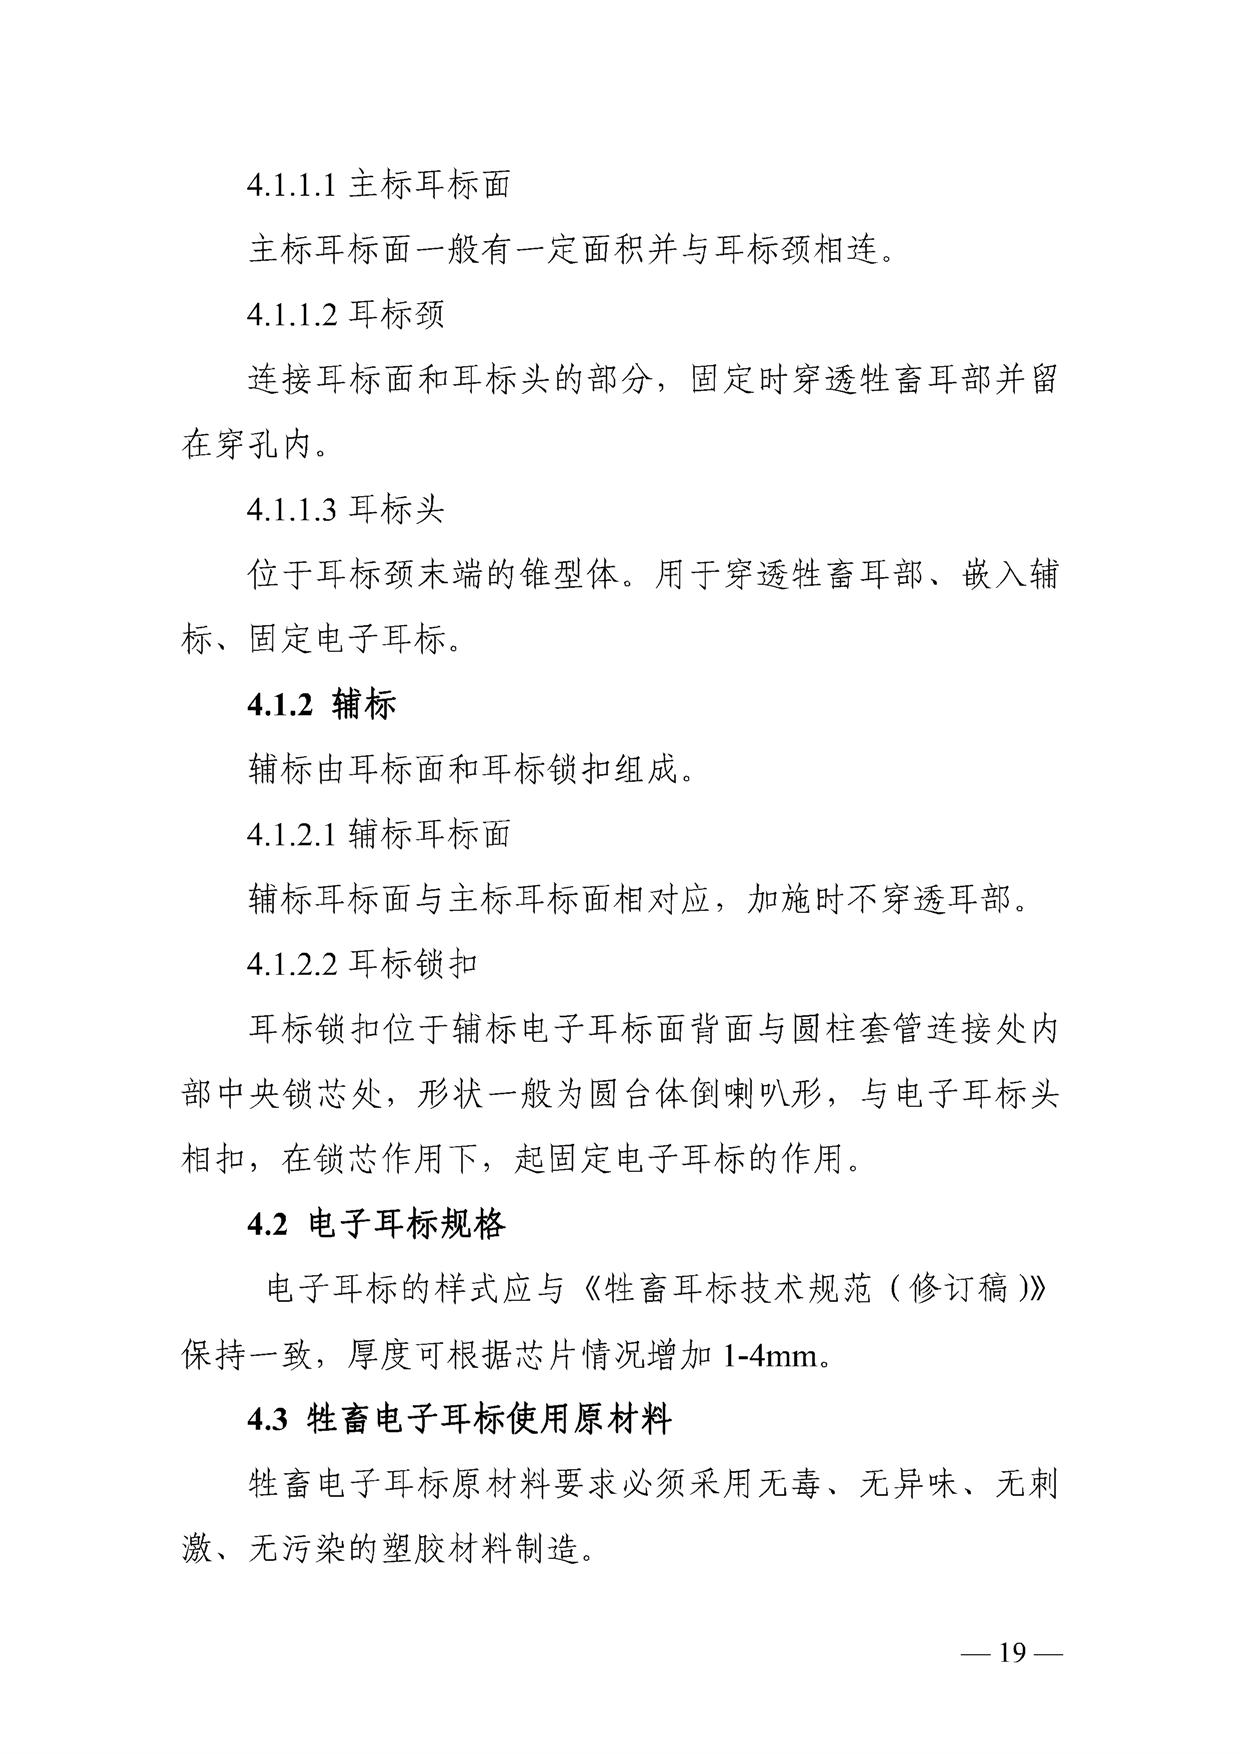 4.1.1.1 主标耳标面
主标耳标面一般有一定面积并与耳标颈相连。
4.1.1.2 耳标颈
连接耳标面和耳标头的部分，固定时穿透牲畜耳部并留
在穿孔内。
4.1.1.3 耳标头
位于耳标颈末端的锥型体。用于穿透牲畜耳部、嵌入辅
标、固定电子耳标。
4.1.2 辅标
辅标由耳标面和耳标锁扣组成。
4.1.2.1 辅标耳标面
辅标耳标面与主标耳标面相对应，加施时不穿透耳部。
4.1.2.2 耳标锁扣
耳标锁扣位于辅标电子耳标面背面与圆柱套管连接处内
部中央锁芯处，形状一般为圆台体倒喇叭形，与电子耳标头
相扣，在锁芯作用下，起固定电子耳标的作用。
4.2 电子耳标规格
电子耳标的样式应与《牲畜耳标技术规范（修订稿）》
保持一致，厚度可根据芯片情况增加 1-4mm。
4.3 牲畜电子耳标使用原材料
牲畜电子耳标原材料要求必须采用无毒、无异味、无刺
激、无污染的塑胶材料制造。
— 19 —